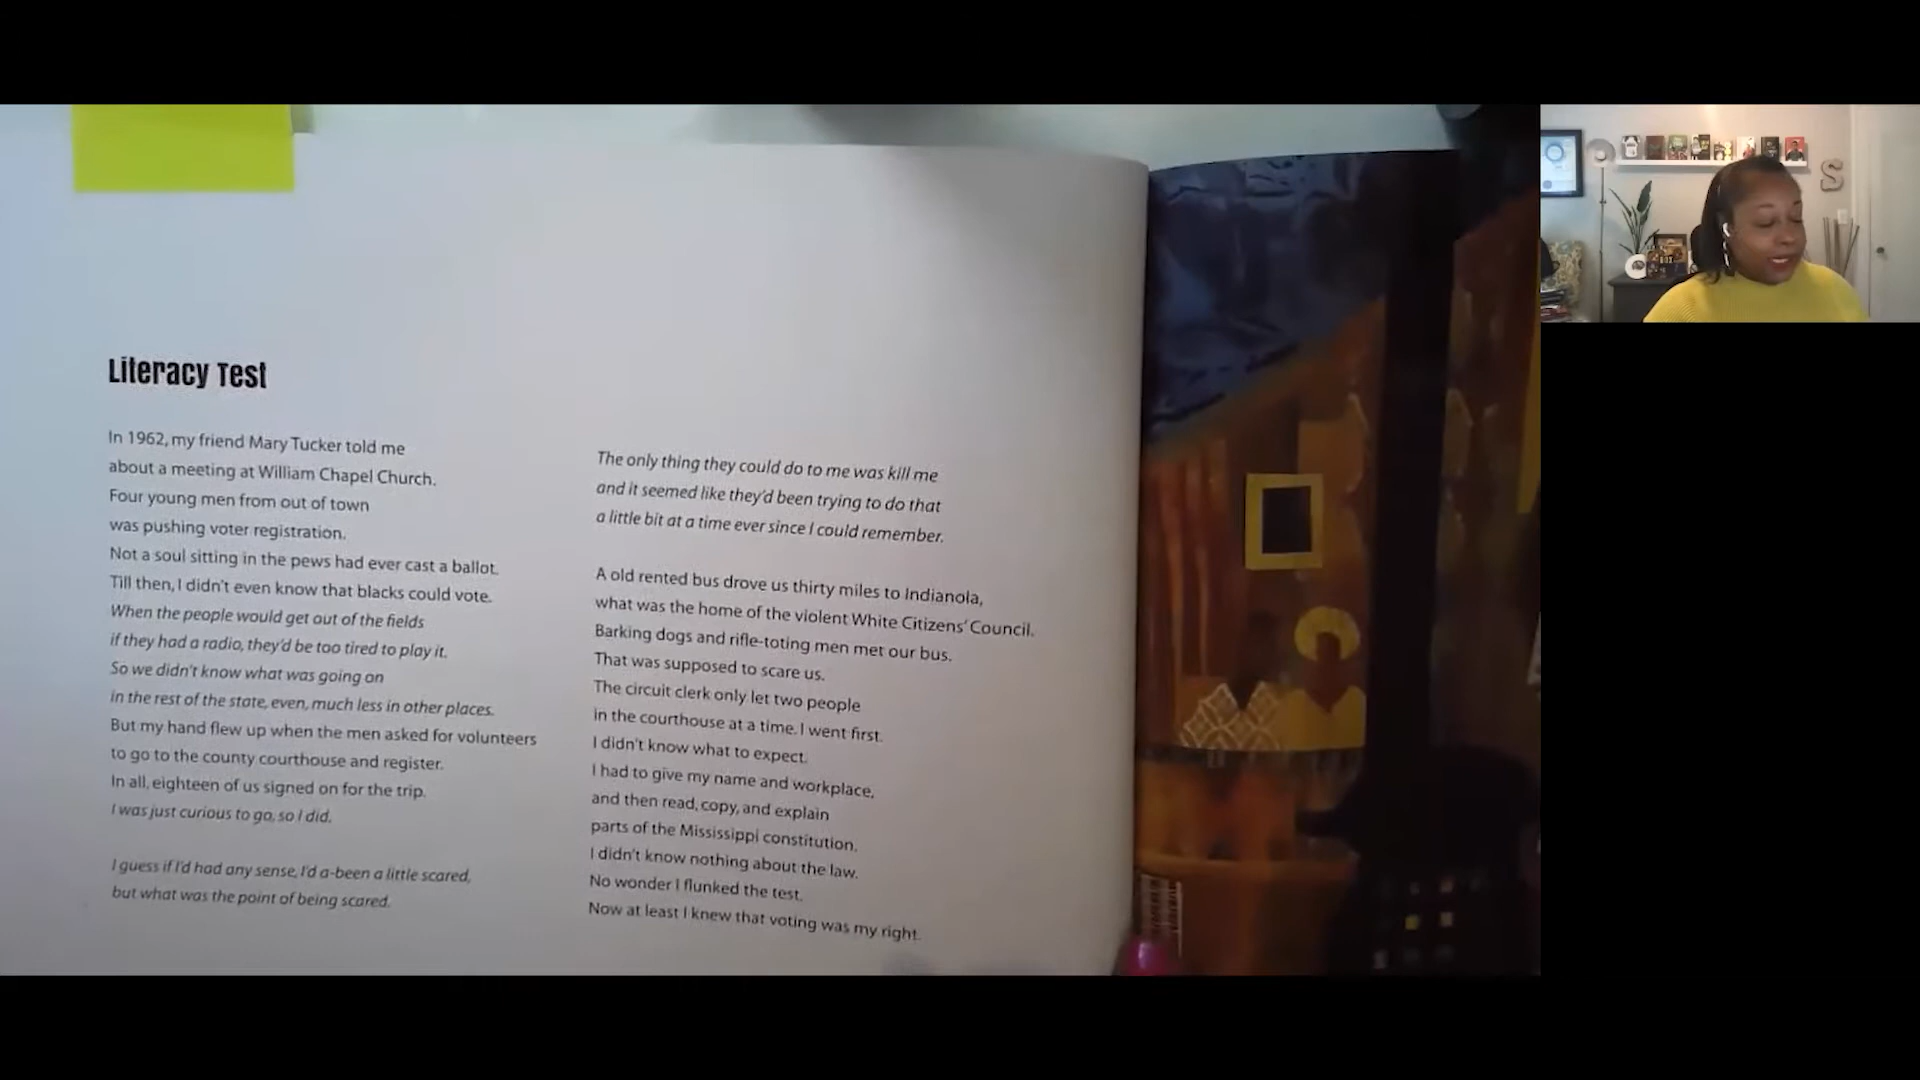 Literacy Test
In 1962, my friend Mary Tucker told me
about a meeting at William Chapel Church.
Four young men from out of town
was pushing voter registration.
Not a soul sitting in the pews had ever cast a ballot.
Till then, I didn't even know that blacks could vote.
When the people would get out of the fields
if they had a radio, they'd be too tired to play it.
So we didn't know what was going on
in the rest of the state, even, much less in other places.
But my hand flew up when the men asked for volunteers
to go to the county courthouse and register.
In all, eighteen of us signed on for the trip.
I was just curious to go, so I did.
I guess if I'd had any sense, I'd a-been a little scared,
but what was the point of being scared.
The only thing they could do to me was kill me
and it seemed like they'd been trying to do that
a little bit at a time ever since I could remember.
A old rented bus drove us thirty miles to Indianola,
what was the home of the violent White Citizens' Council.
Barking dogs and rifle-toting men met our bus.
That was supposed to scare us.
The circuit clerk only let two people
in the courthouse at a time. I went first.
I didn't know what to expect.
I had to give my name and workplace,
and then read, copy, and explain
parts of the Mississippi constitution.
I didn't know nothing about the law.
No wonder I flunked the test.
Now at least I knew that voting was my right.
S